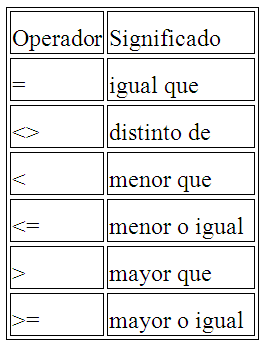 Operador Significado
= igual que
<> distinto de
< menor que
<= menor o igual
> mayor que
>= mayor o igual